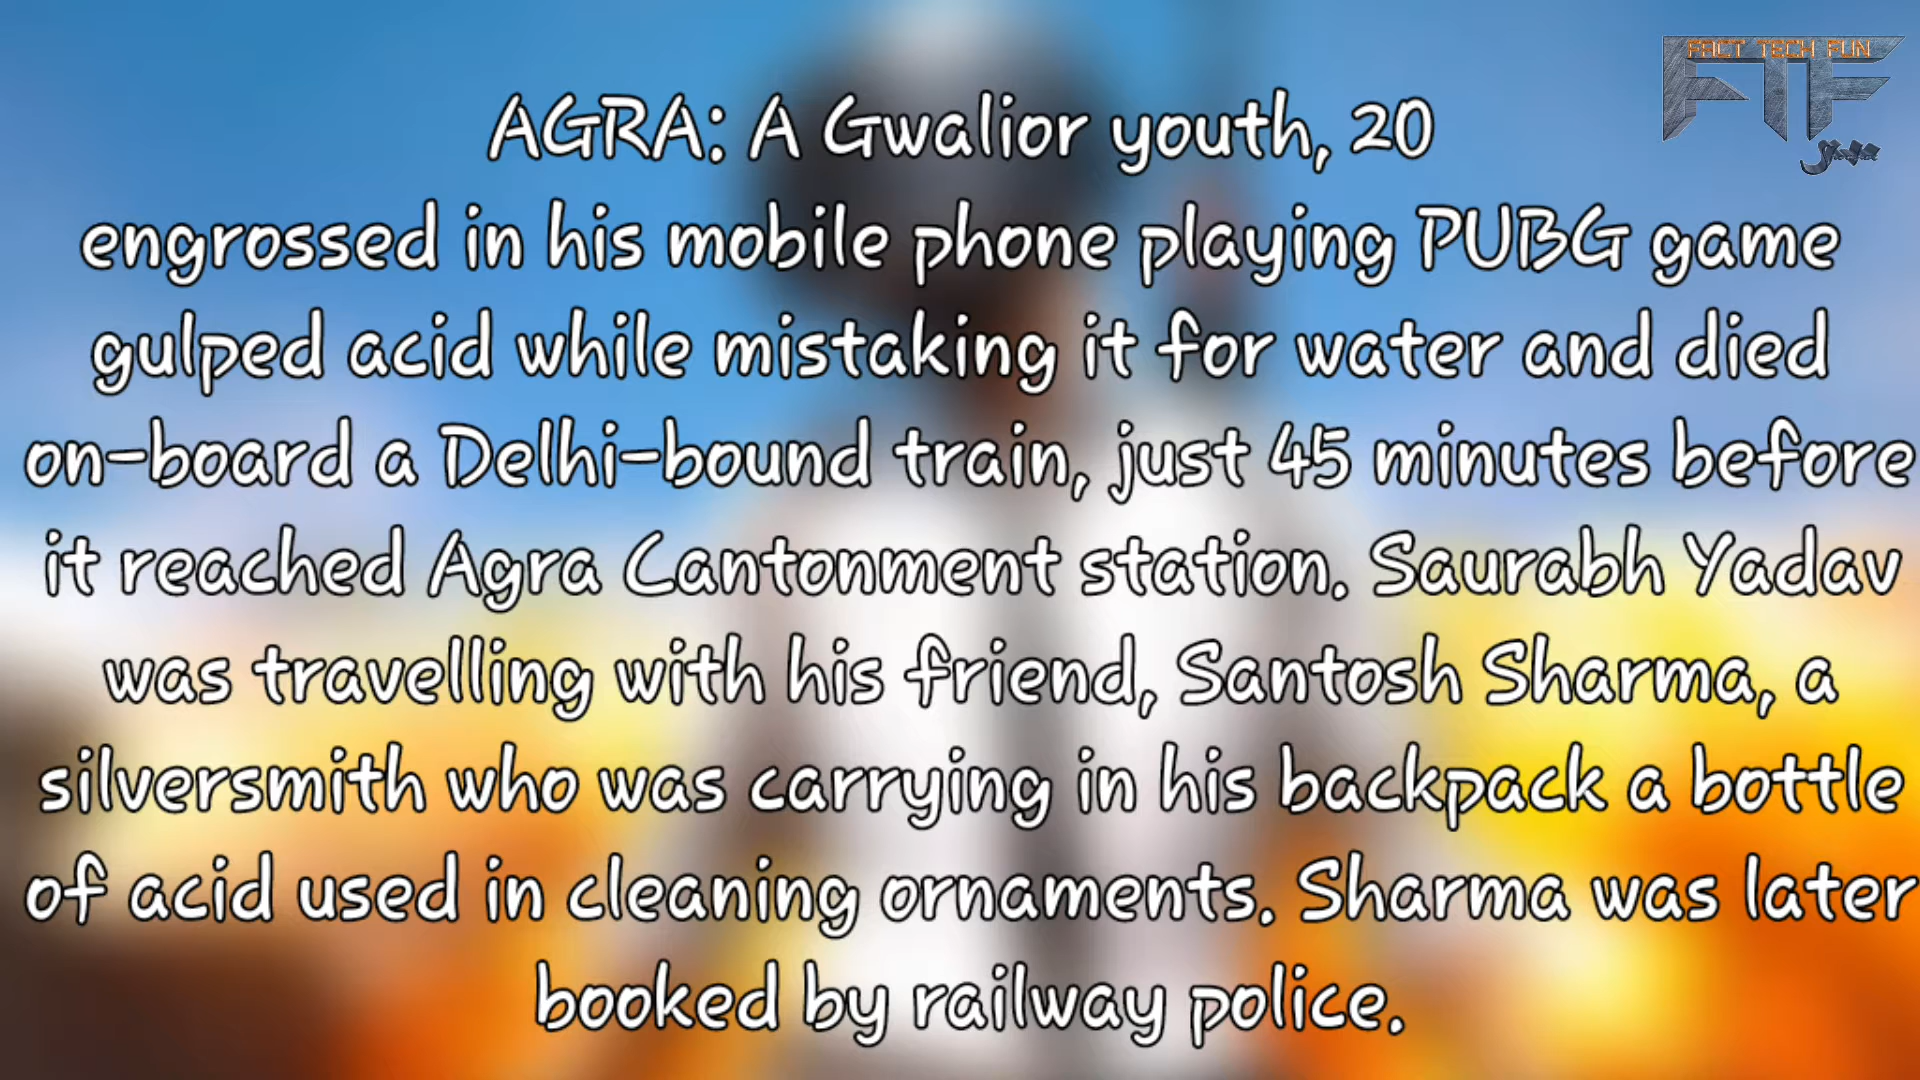 FACT TECH FUN
FTF
AGRA: A Gwalior youth, 20
engrossed in his mobile phone playing PUBG game
gulped acid while mistaking it for water and died
on-board a Delhi-bound train, just 45 minutes before
it reached Agra Cantonment station. Saurabh Yadav
was travelling with his friend, Santosh Sharma, a
silversmith who was carrying in his backpack a bottle
of acid used in cleaning ornaments. Sharma was later
booked by railway police.